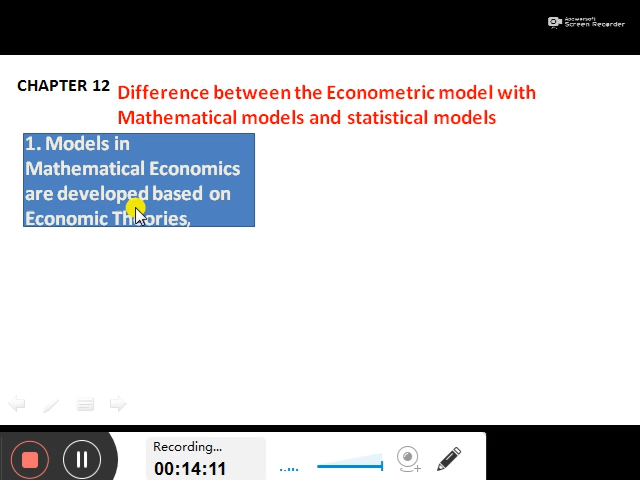 Apowersoft
Screen Recorder
CHAPTER 12
Difference between the Econometric model with
Mathematical models and statistical models
1. Models in
Mathematical Economics
are developed based on
Economic Theories,
Recording...
00:14:11